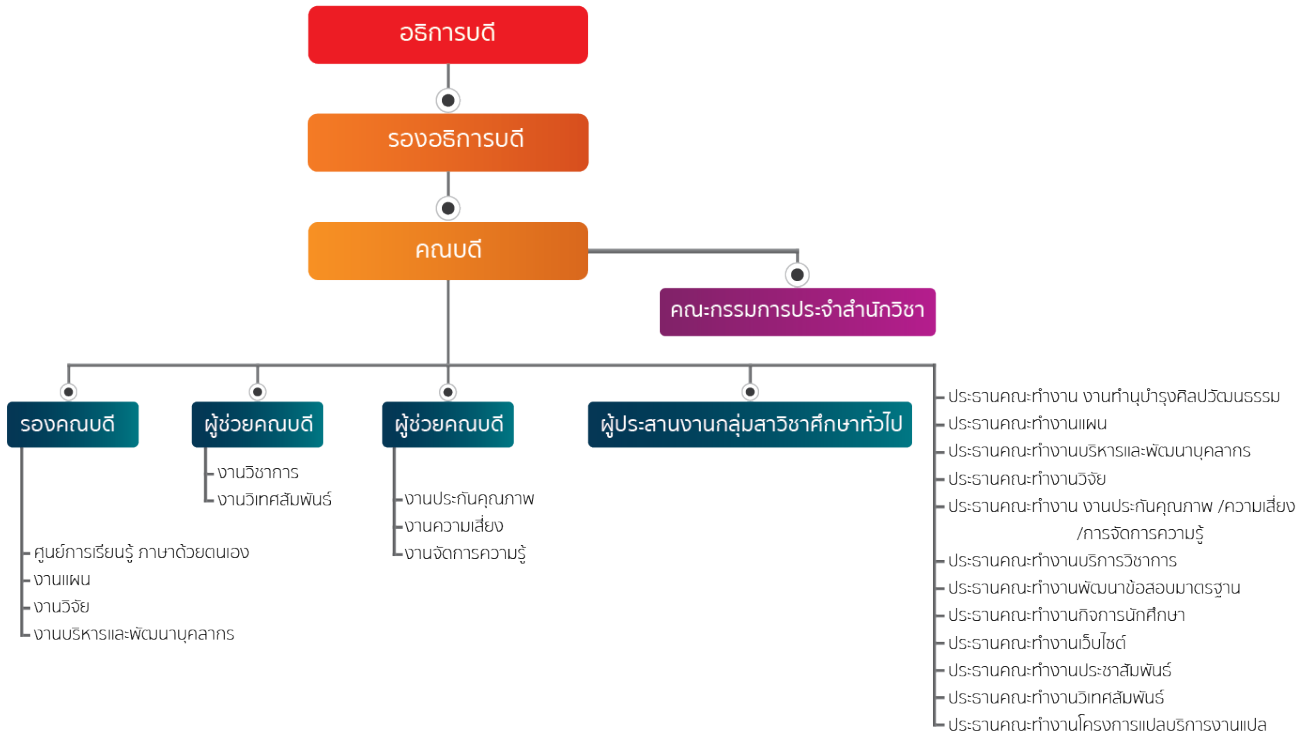 อธิการบดี
รองอธิการบดี
คณบดี
คณะกรรมการประจำสำนักวิชา
รองคณบดี
ศูนย์การเรียนรู้ ภาษาด้วยตนเอง
งานแผน
งานวิจัย
งานบริหารและพัฒนาบุคลากร
ผู้ช่วยคณบดี
งานวิชาการ
งานวิเทศสัมพันธ์
ผู้ช่วยคณบดี
งานประกันคุณภาพ
งานความเสี่ยง
งานจัดการความรู้
ผู้ประสานงานกลุ่มสาวิชาศึกษาทั่วไป
ประธานคณะทำงาน งานทำนุบำรุงศิลปวัฒนธรรม
ประธานคณะทำงานแผน
ประธานคณะทำงานบริหารและพัฒนาบุคลากร
ประธานคณะทำงานวิจัย
ประธานคณะทำงาน งานประกันคุณภาพ /ความเสี่ยง
/การจัดการความรู้
ประธานคณะทำงานบริการวิชาการ
ประธานคณะทำงานพัฒนาข้อสอบมาตรฐาน
ประธานคณะทำงานกิจการนักศึกษา
ประธานคณะทำงานเว็บไซต์
ประธานคณะทำงานประชาสัมพันธ์
ประธานคณะทำงานวิเทศสัมพันธ์
ประธานคณะทำงานโครงการแปลบริการงานแปล